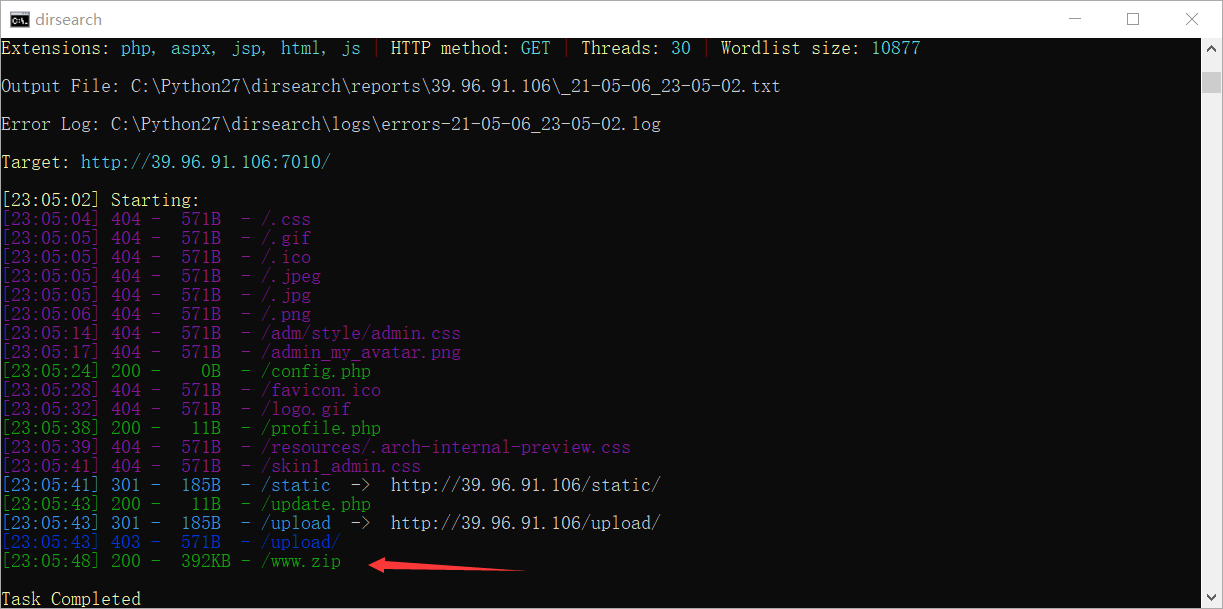 dirsearch
Extensions: php, aspx, jsp, html, js | HTTP method: GET | Threads: 30 | Wordlist size: 10877
Output File: C:\Python27\dirsearch\reports\39.96.91.106\_21-05-06_23-05-02.txt
Error Log: C:\Python27\dirsearch\logs\errors-21-05-06_23-05-02.log
Target: http://39.96.91.106:7010/
[23:05:02] Starting:
[23:05:04] 404 -  571B  - /.css
[23:05:05] 404 -  571B  - /.gif
[23:05:05] 404 -  571B  - /.ico
[23:05:05] 404 -  571B  - /.jpeg
[23:05:05] 404 -  571B  - /.jpg
[23:05:06] 404 -  571B  - /.png
[23:05:14] 404 -  571B  - /adm/style/admin.css
[23:05:17] 404 -  571B  - /admin_my_avatar.png
[23:05:24] 200 -    0B  - /config.php
[23:05:28] 404 -  571B  - /favicon.ico
[23:05:32] 404 -  571B  - /logo.gif
[23:05:38] 200 -   11B  - /profile.php
[23:05:39] 404 -  571B  - /resources/.arch-internal-preview.css
[23:05:41] 404 -  571B  - /skin1_admin.css
[23:05:41] 301 -  185B  - /static  ->  http://39.96.91.106/static/
[23:05:43] 200 -   11B  - /update.php
[23:05:43] 301 -  185B  - /upload  ->  http://39.96.91.106/upload/
[23:05:43] 403 -  571B  - /upload/
[23:05:48] 200 -  392KB - /www.zip
Task Completed